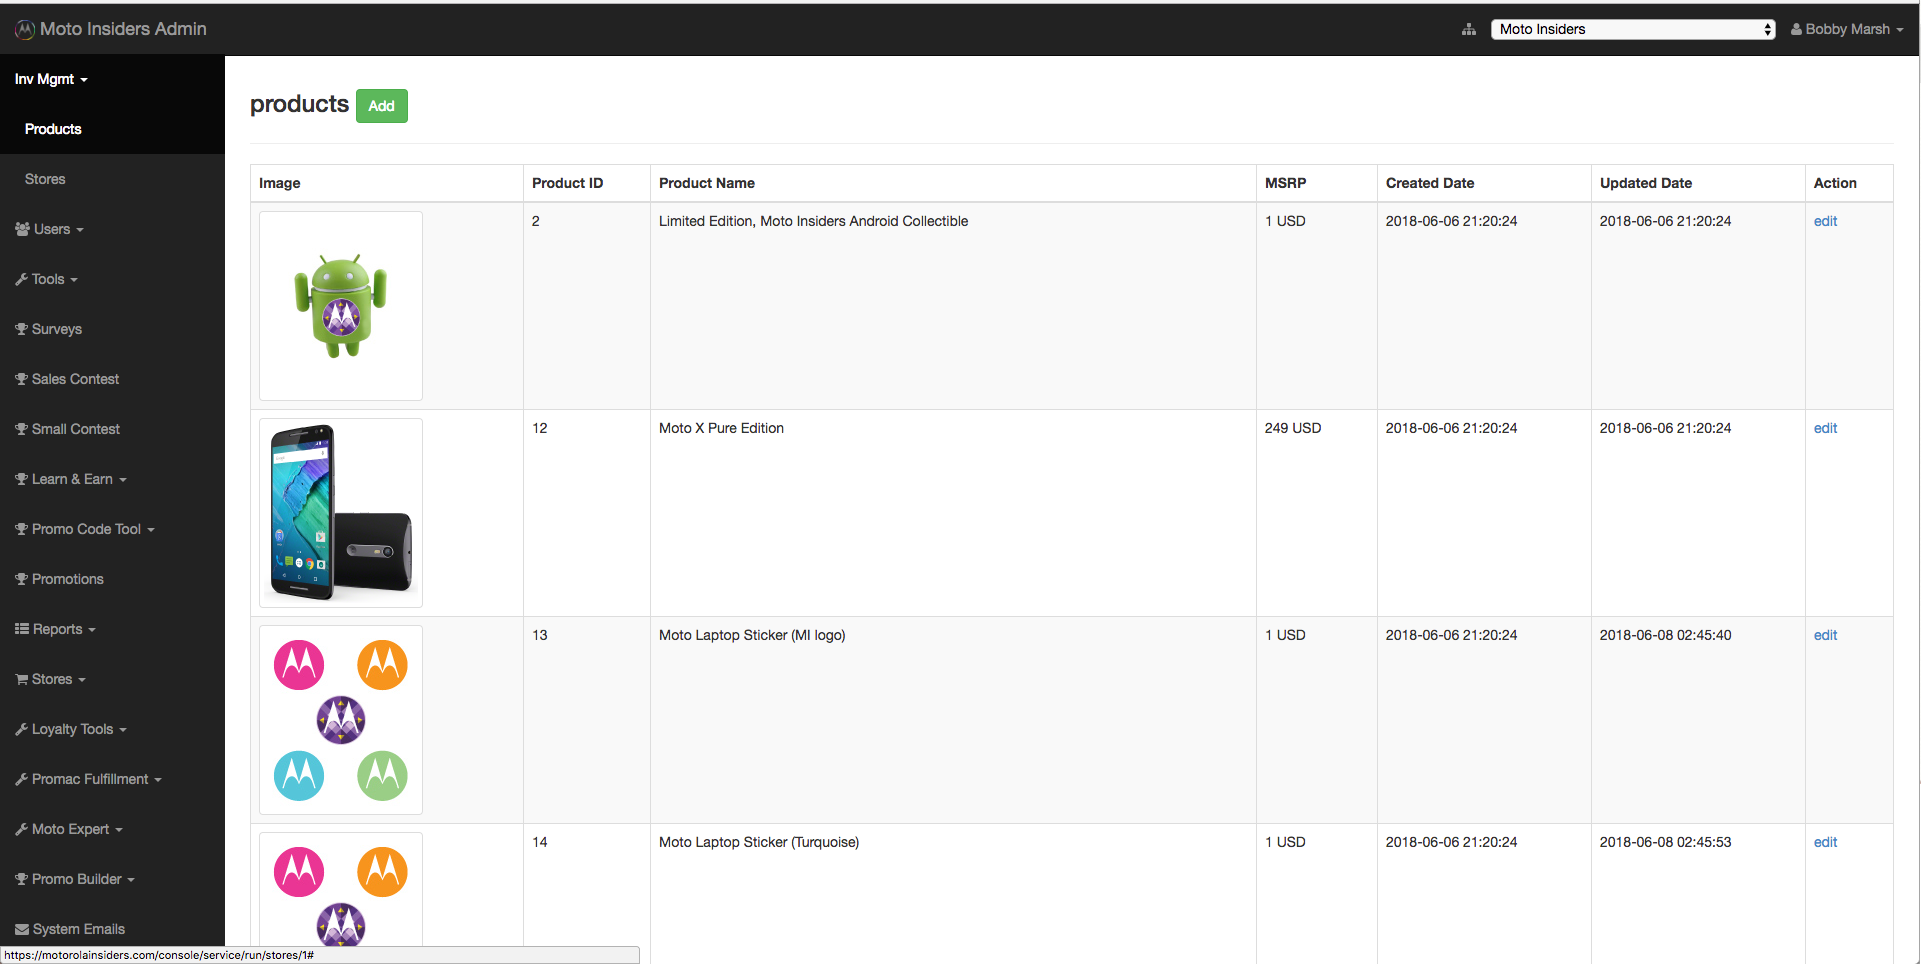 Moto Insiders Admin
Moto Insiders
Bobby Marsh
Inv Mgmt
Products
Stores
Users
Tools
Surveys
Sales Contest
Small Contest
Learn & Earn
Promo Code Tool
Promotions
Reports
Stores
Loyalty Tools
Promac Fulfillment
Moto Expert
Promo Builder
System Emails
products Add
Image Product ID Product Name MSRP Created Date Updated Date Action
2 Limited Edition, Moto Insiders Android Collectible 1 USD 2018-06-06 21:20:24 2018-06-06 21:20:24 edit
12 Moto X Pure Edition 249 USD 2018-06-06 21:20:24 2018-06-06 21:20:24 edit
13 Moto Laptop Sticker (MI logo) 1 USD 2018-06-06 21:20:24 2018-06-08 02:45:40 edit
14 Moto Laptop Sticker (Turquoise) 1 USD 2018-06-06 21:20:24 2018-06-08 02:45:53 edit
https://motorolainsiders.com/console/service/run/stores/1#